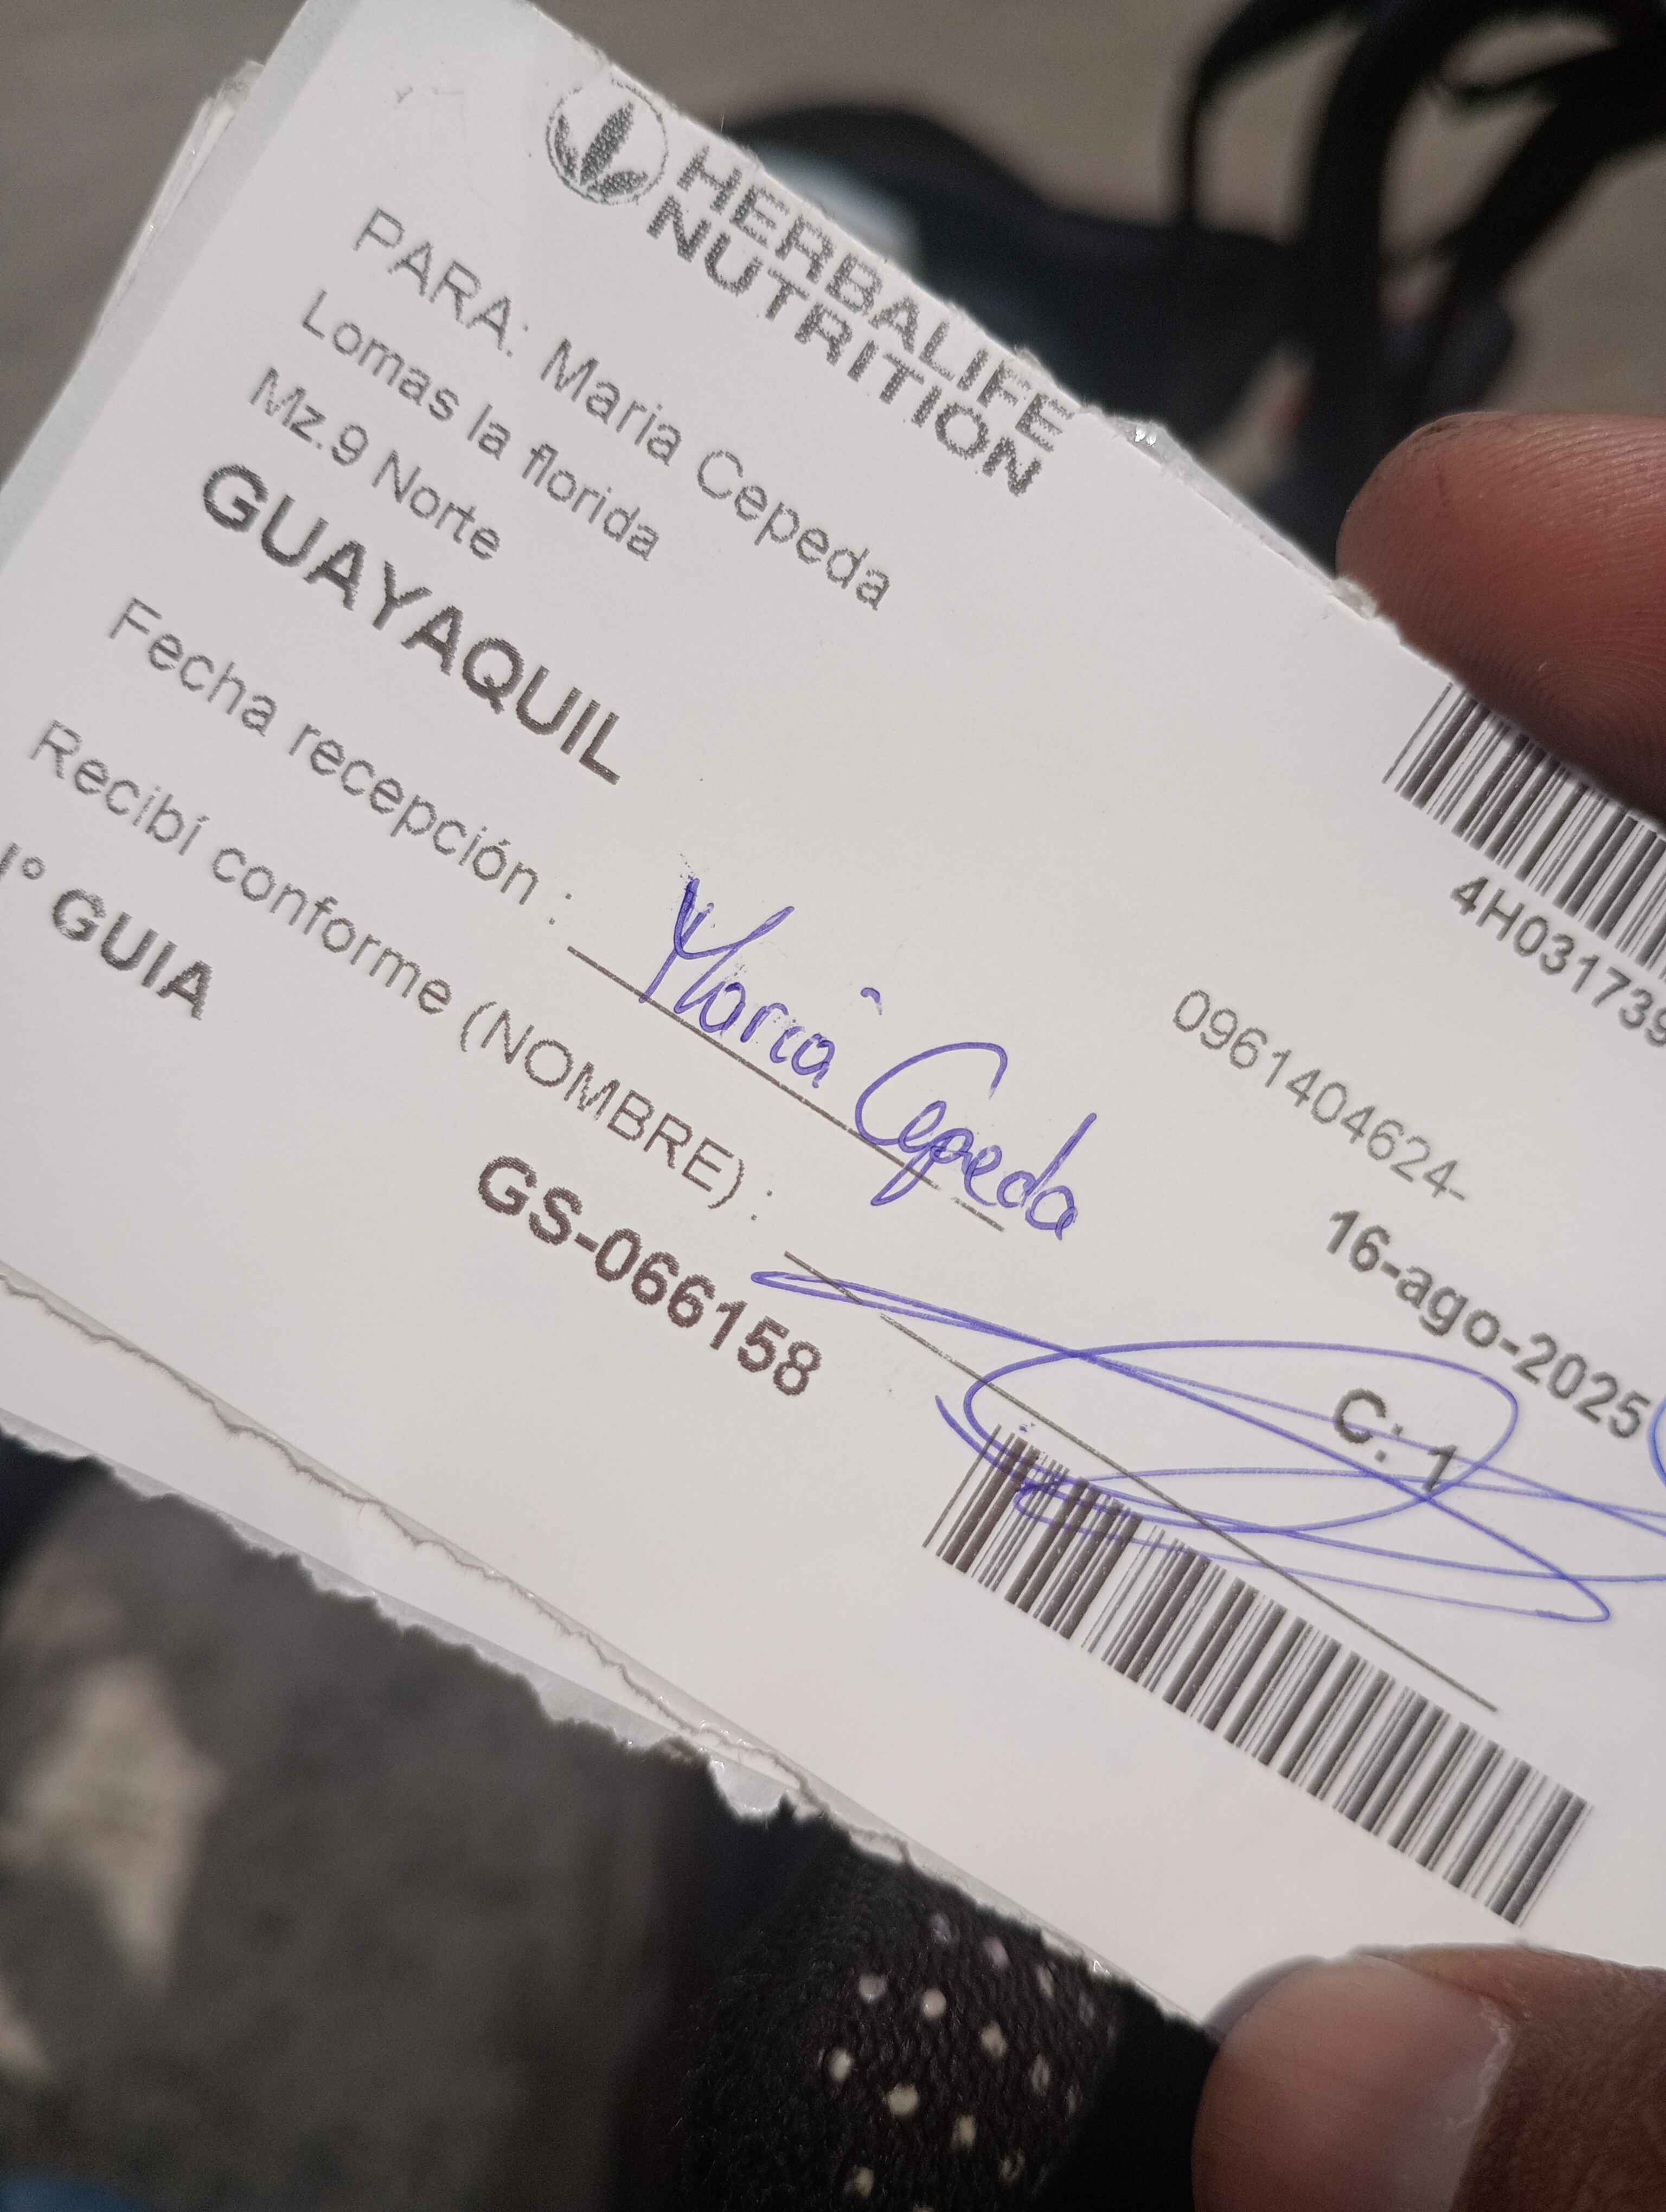 HERBALIFE
NUTRITION
PARA: Maria Cepeda
Lomas la florida
Mz.9 Norte
GUAYAQUIL
4H031739
0961404624-
Fecha recepción : Maria Cepeda
16-ago-2025
Recibí conforme (NOMBRE) :
C: 1
° GUIA GS-066158